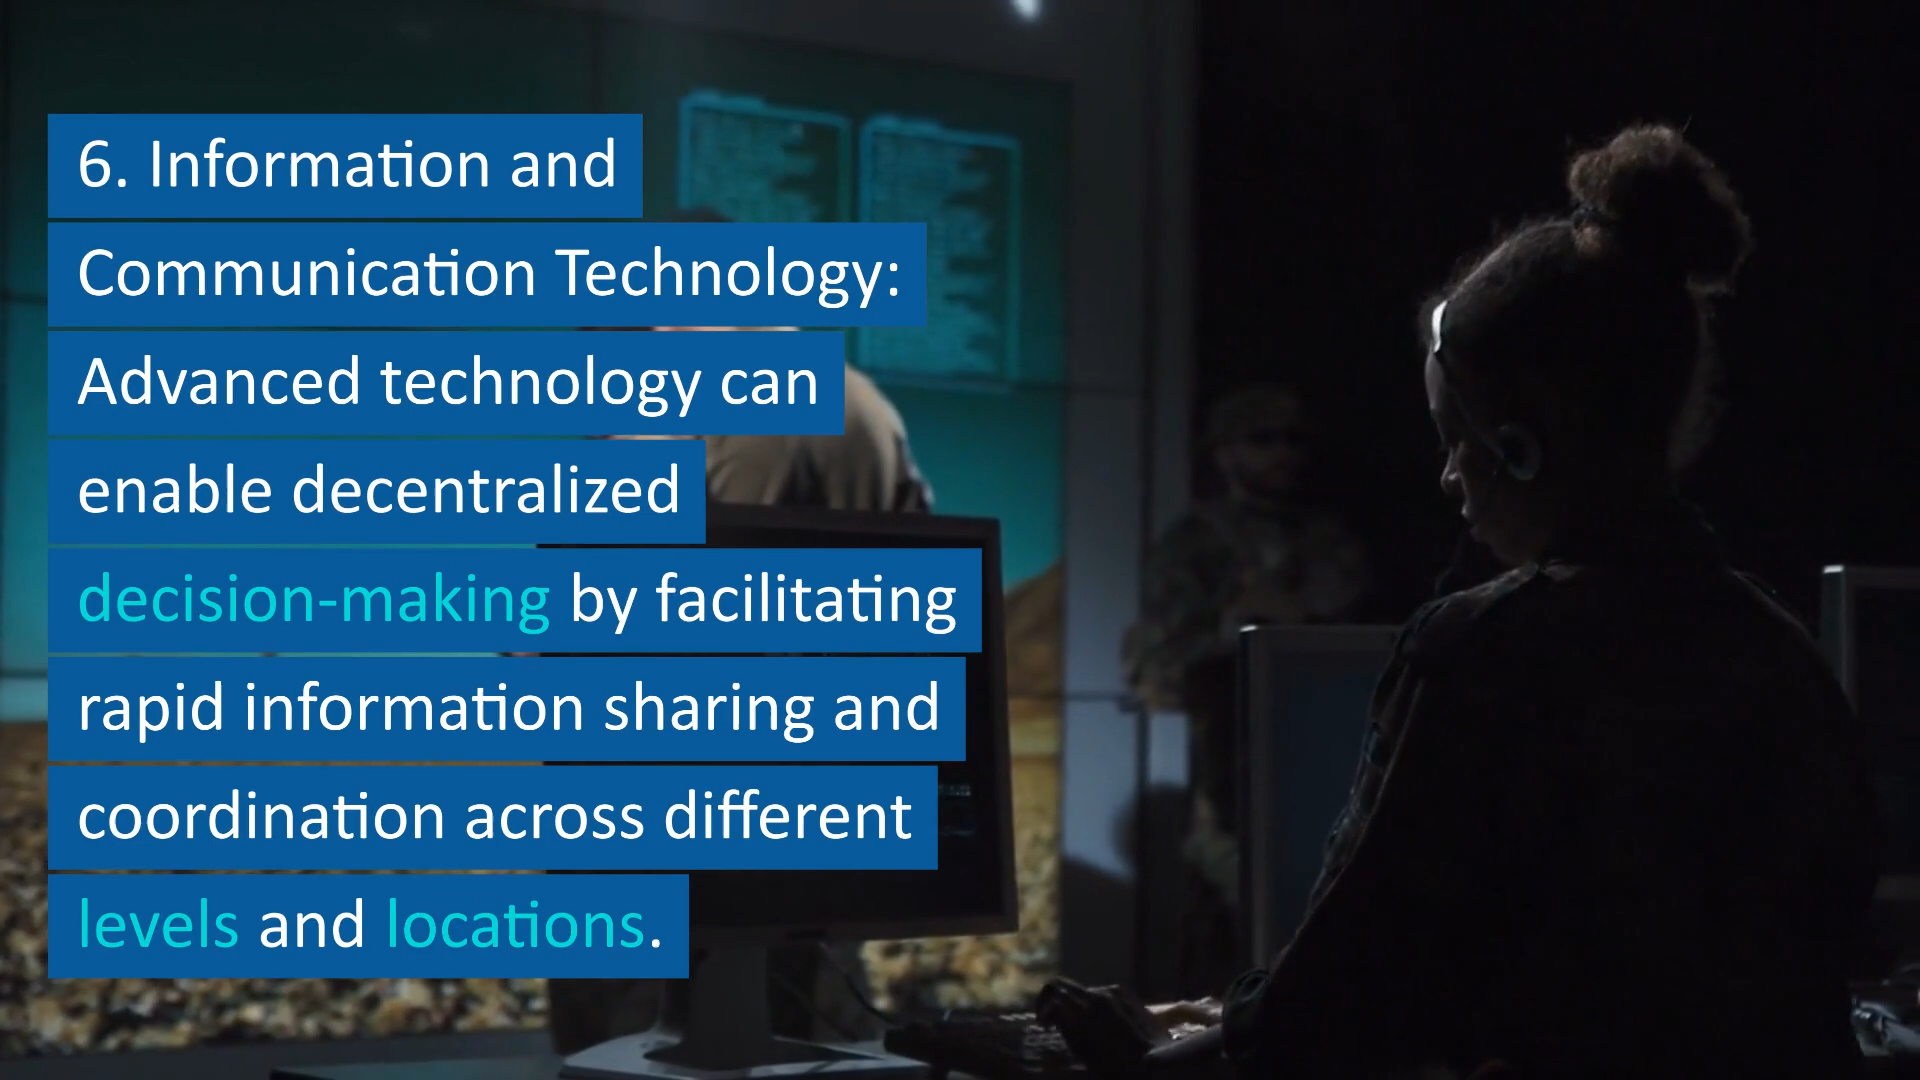 6. Information and
Communication Technology:
Advanced technology can
enable decentralized
decision-making by facilitating
rapid information sharing and
coordination across different
levels and locations.